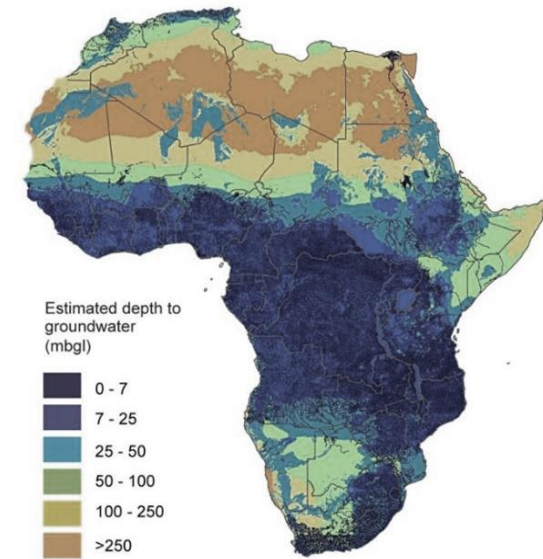 Estimated depth to
groundwater
(mbgl)
0 - 7
7 - 25
25 - 50
50 - 100
100 - 250
>250